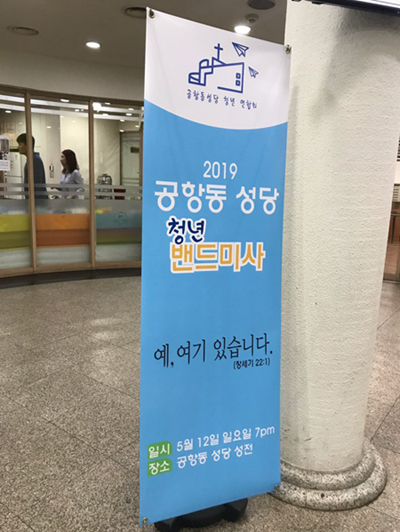 공항동성당 청년 연합회
2019
공항동 성당
청년
밴드미사
예, 여기 있습니다.
(창세기 22:1)
일시 5월 12일 일요일 7pm
장소 공항동 성당 성전